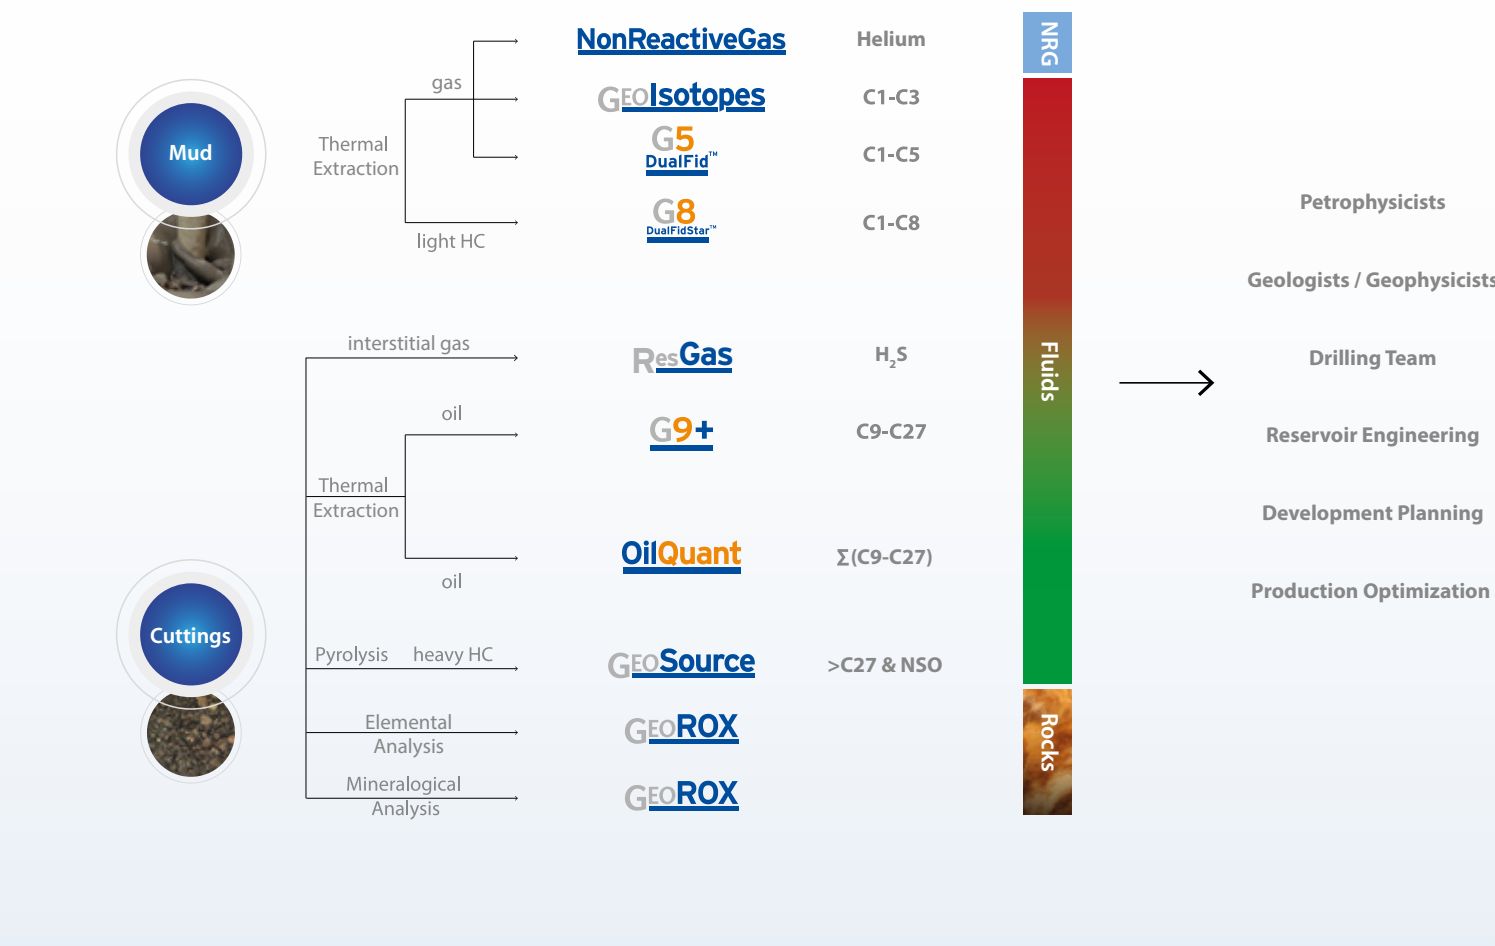 NonReactiveGas
Helium
NRG
gas
GEOIsotopes
C1-C3
Mud
Thermal
Extraction
G5
DualFid™
C1-C5
G8
DualFidStar™
C1-C8
light HC
Petrophysicists
Geologists / Geophysicists
interstitial gas
ResGas
H₂S
Fluids
Drilling Team
oil
G9+
C9-C27
Reservoir Engineering
Thermal
Extraction
Development Planning
OilQuant
Σ(C9-C27)
oil
Production Optimization
Cuttings
Pyrolysis heavy HC
GEOSource
>C27 & NSO
Elemental
Analysis
GEOROX
Rocks
Mineralogical
Analysis
GEOROX